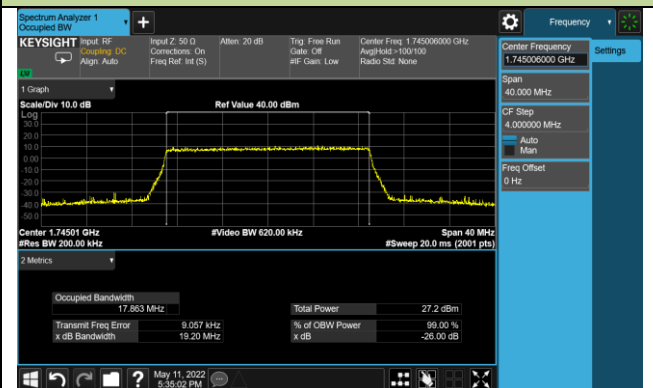 Spectrum Analyzer 1
Occupied BW
+
Frequency
KEYSIGHT Input: RF
Coupling: DC
Align: Auto
Input Z: 50 Ω
Corrections: On
Freq Ref: Int (S)
Atten: 20 dB
Trig: Free Run
Gate: Off
#IF Gain: Low
Center Freq: 1.745006000 GHz
Avg|Hold:>100/100
Radio Std: None
Center Frequency
1.745006000 GHz
Settings
Span
40.000 MHz
CF Step
4.000000 MHz
Auto
Man
Freq Offset
0 Hz
1 Graph
Scale/Div 10.0 dB
Ref Value 40.00 dBm
Log
30.0
20.0
10.0
0.00
-10.0
-20.0
-30.0
-40.0
-50.0
Center 1.74501 GHz
#Video BW 620.00 kHz
Span 40 MHz
#Res BW 200.00 kHz
#Sweep 20.0 ms (2001 pts)
2 Metrics
Occupied Bandwidth
17.863 MHz
Total Power 27.2 dBm
Transmit Freq Error 9.057 kHz
% of OBW Power 99.00 %
x dB Bandwidth 19.20 MHz
x dB -26.00 dB
?
May 11, 2022
5:35:02 PM